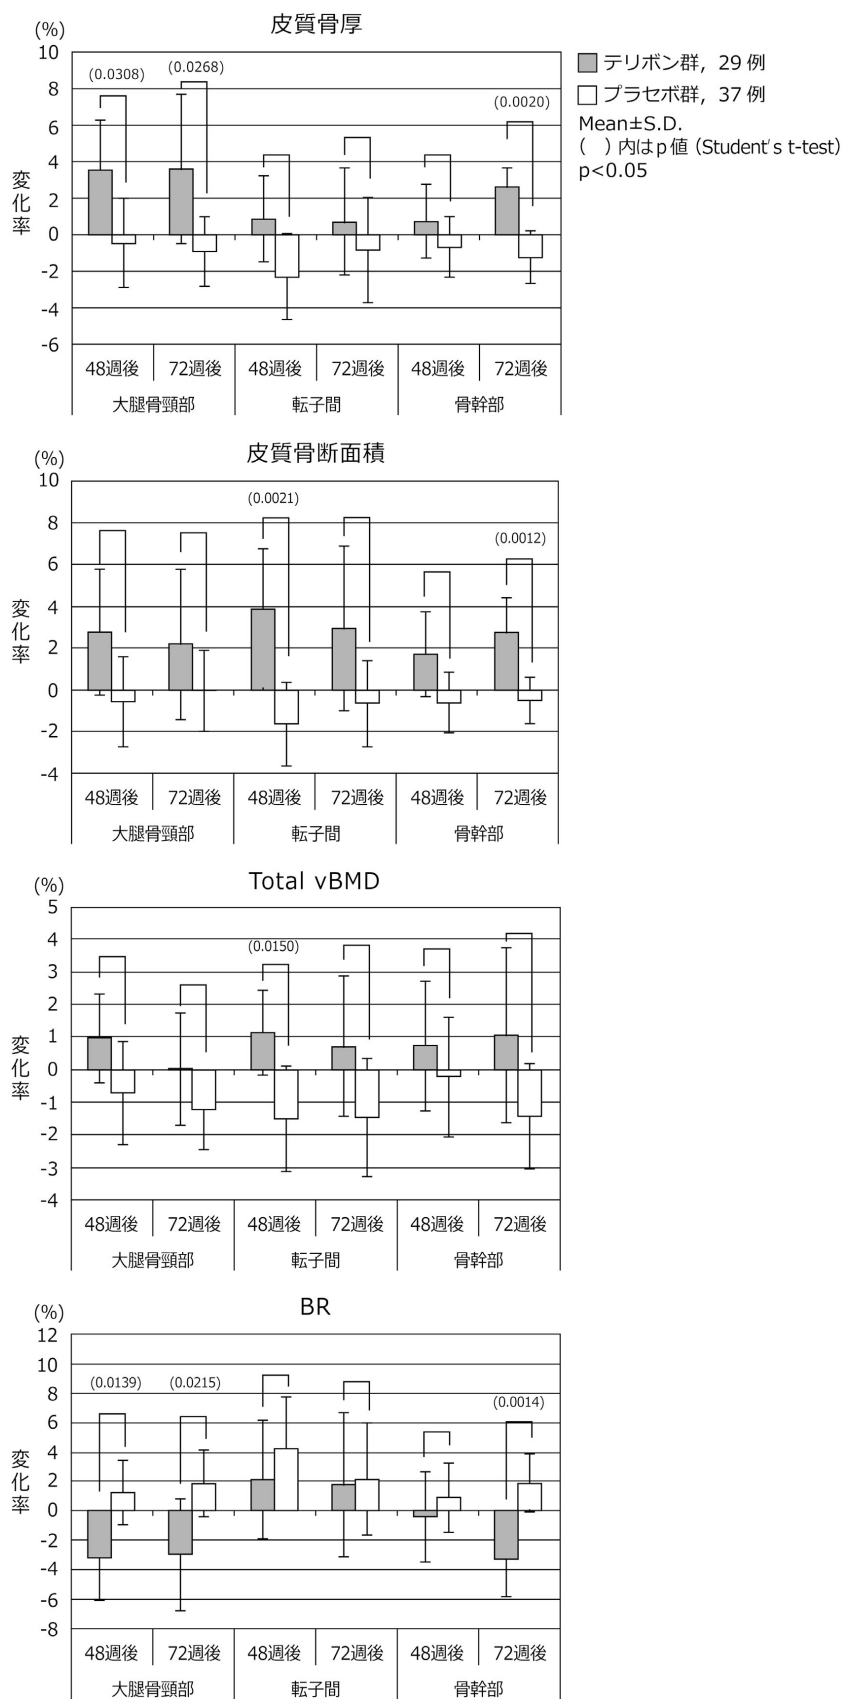 皮質骨厚
(%)
10
8
6
4
2
0
-2
-4
-6
変化率
(0.0308)
(0.0268)
(0.0020)
テリボン群，29 例
プラセボ群，37 例
Mean±S.D.
(　) 内はp 値 (Student's t-test)
p<0.05
48週後 72週後 48週後 72週後 48週後 72週後
大腿骨頸部 転子間 骨幹部
皮質骨断面積
(%)
10
8
6
4
2
0
-2
-4
変化率
(0.0021)
(0.0012)
48週後 72週後 48週後 72週後 48週後 72週後
大腿骨頸部 転子間 骨幹部
Total vBMD
(%)
5
4
3
2
1
0
-1
-2
-3
-4
変化率
(0.0150)
48週後 72週後 48週後 72週後 48週後 72週後
大腿骨頸部 転子間 骨幹部
BR
(%)
12
10
8
6
4
2
0
-2
-4
-6
-8
変化率
(0.0139)
(0.0215)
(0.0014)
48週後 72週後 48週後 72週後 48週後 72週後
大腿骨頸部 転子間 骨幹部